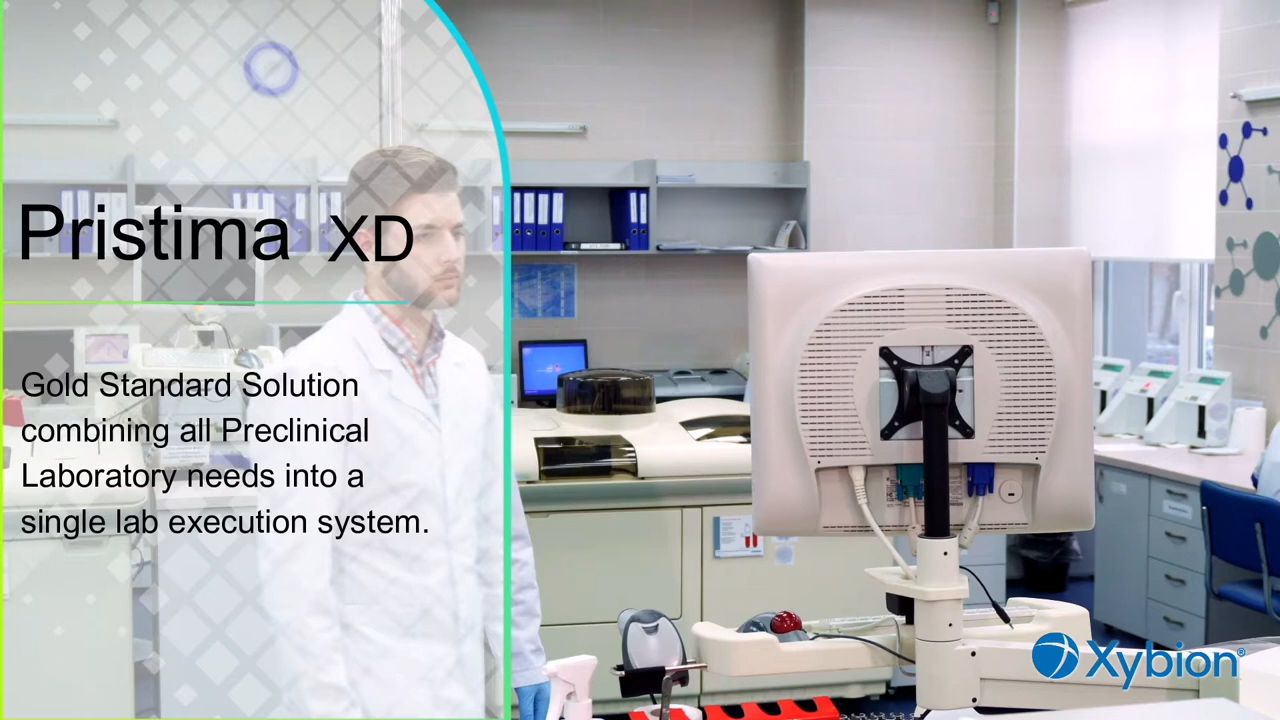 Pristima XD
Gold Standard Solution
combining all Preclinical
Laboratory needs into a
single lab execution system.
Xybion®